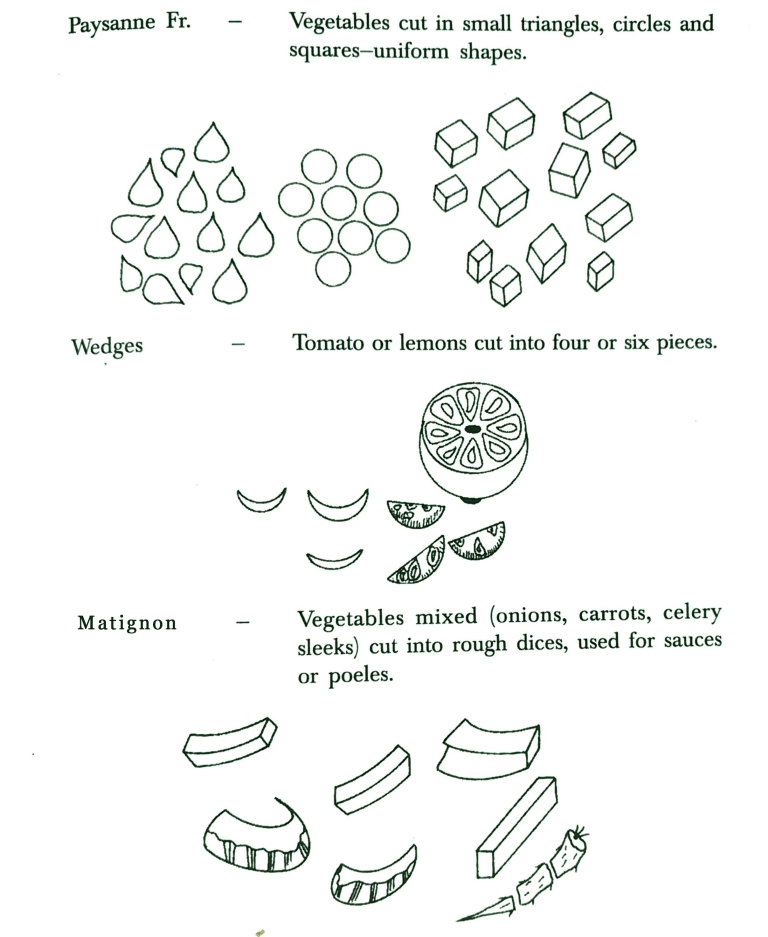 Paysanne Fr. – Vegetables cut in small triangles, circles and
squares–uniform shapes.
Wedges – Tomato or lemons cut into four or six pieces.
Matignon – Vegetables mixed (onions, carrots, celery
sleeks) cut into rough dices, used for sauces
or poeles.